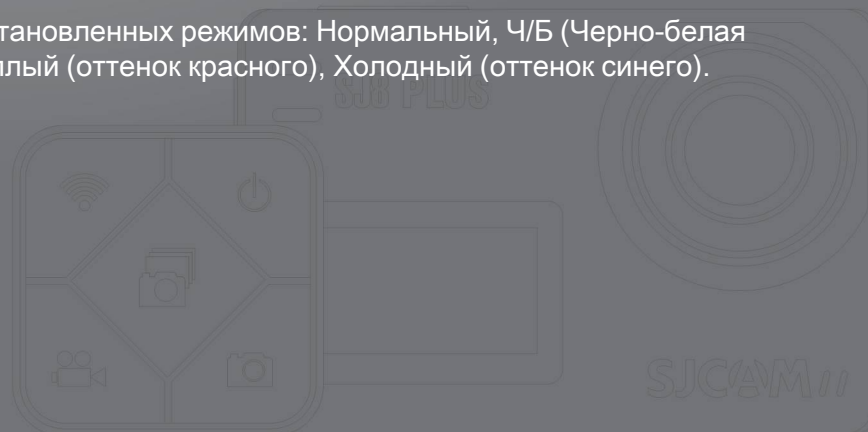 тановленных режимов: Нормальный, Ч/Б (Черно-белая
плый (оттенок красного), Холодный (оттенок синего).
SJ8 PLUS
SJCAM